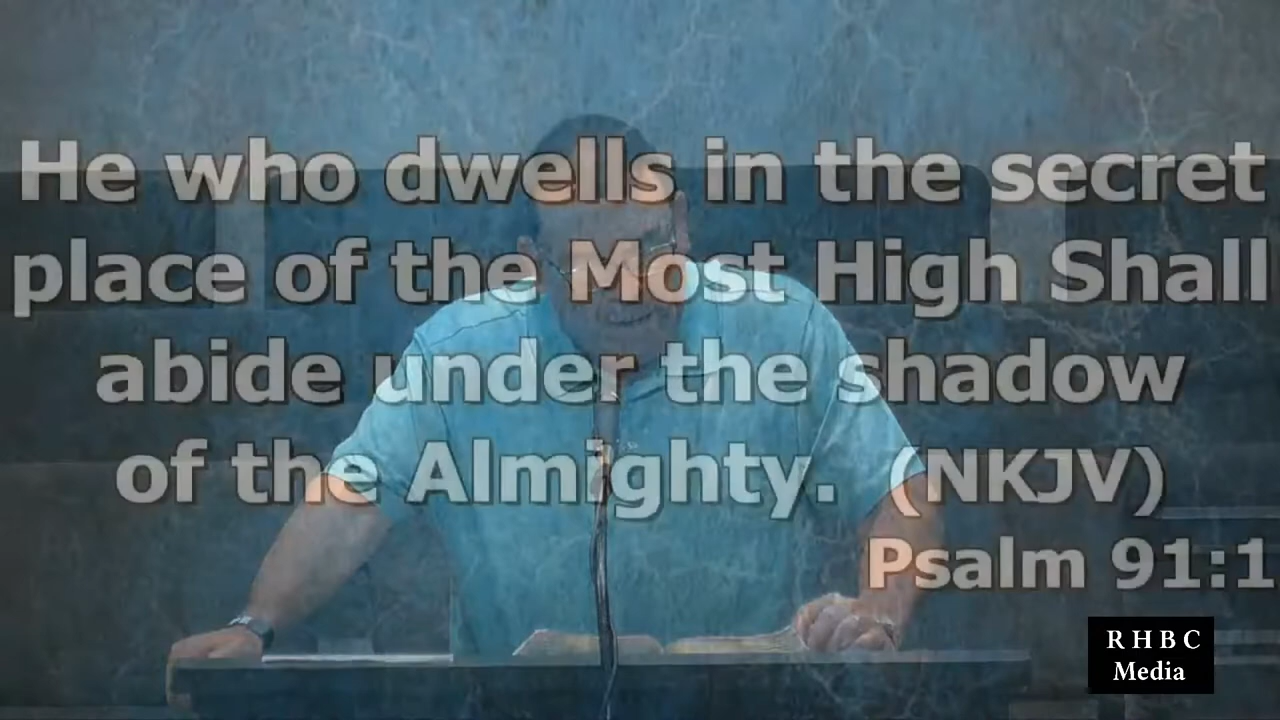 He who dwells in the secret
place of the Most High Shall
abide under the shadow
of the Almighty. (NKJV)
Psalm 91:1
R H B C
Media